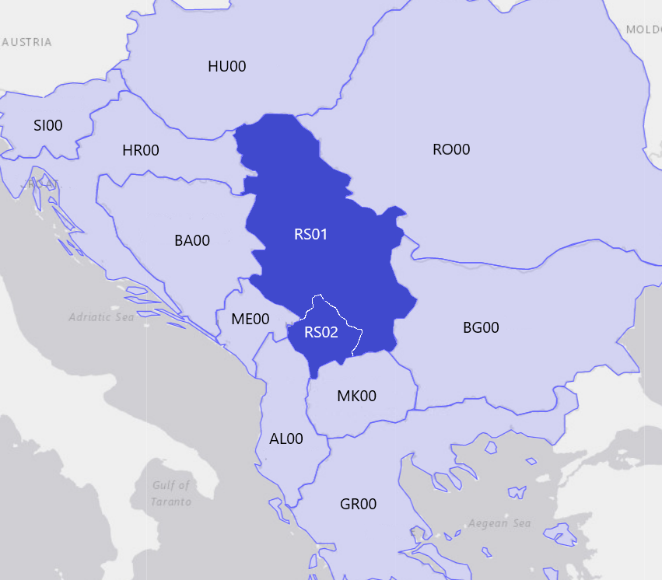 MOLD
AUSTRIA
HU00
SI00
HR00
RO00
RS01
BA00
Adriatic Sea
ME00
RS02
BG00
MK00
AL00
Gulf of
Taranto
GR00
Aegean Sea